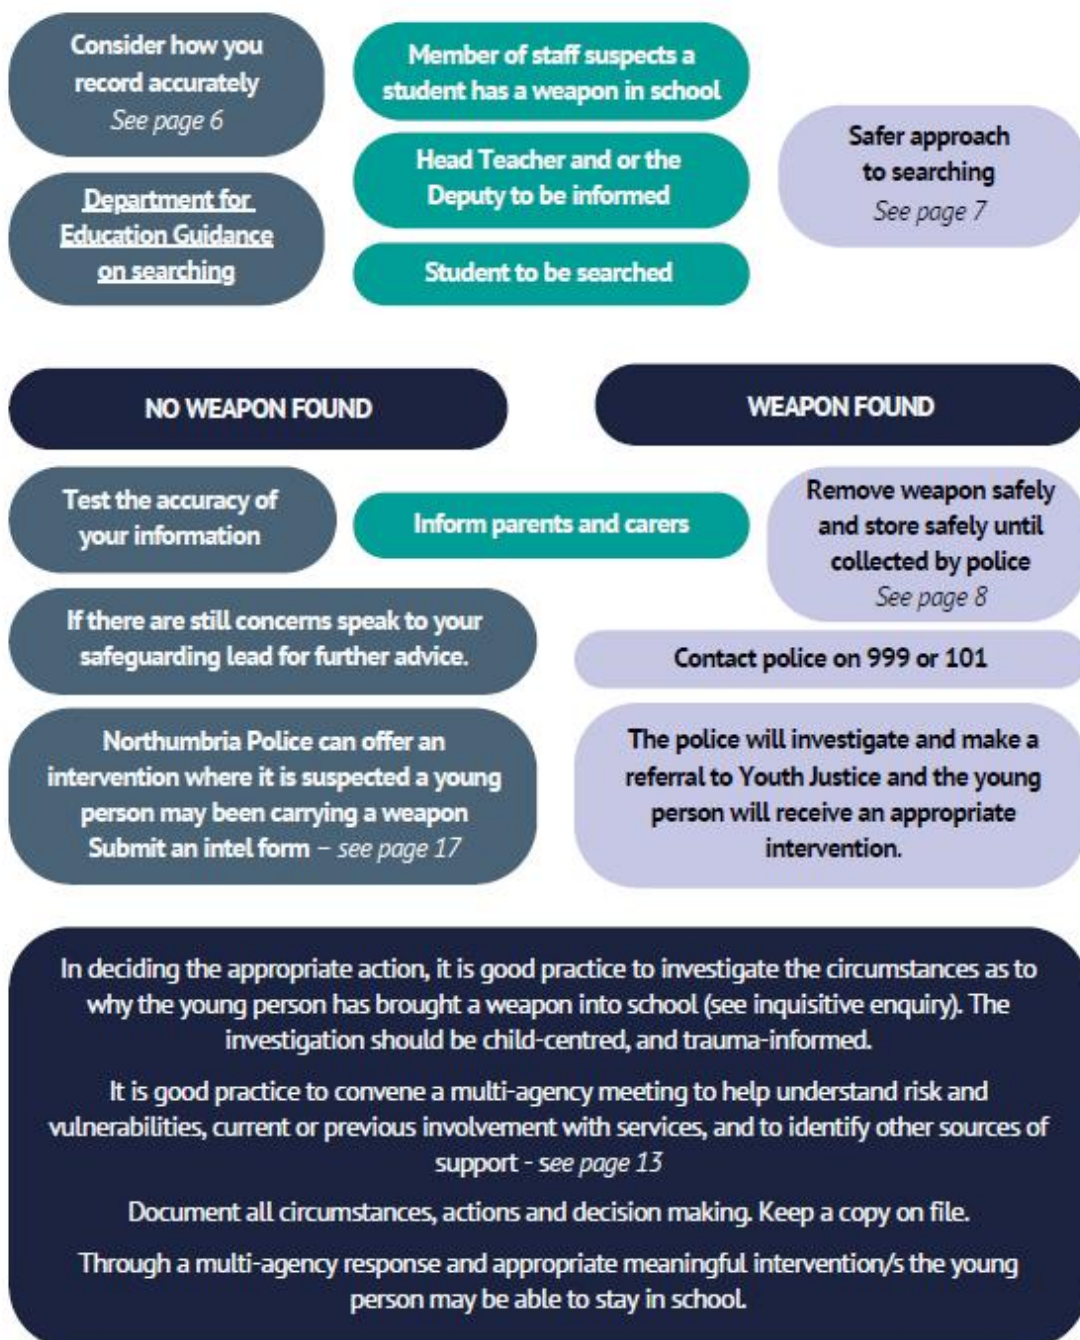 Consider how you
record accurately
See page 6
Member of staff suspects a
student has a weapon in school
Department for
Education Guidance
on searching
Head Teacher and or the
Deputy to be informed
Safer approach
to searching
See page 7
Student to be searched
NO WEAPON FOUND
WEAPON FOUND
Test the accuracy of
your information
Inform parents and carers
Remove weapon safely
and store safely until
collected by police
See page 8
If there are still concerns speak to your
safeguarding lead for further advice.
Contact police on 999 or 101
Northumbria Police can offer an
intervention where it is suspected a young
person may been carrying a weapon
Submit an intel form – see page 17
The police will investigate and make a
referral to Youth Justice and the young
person will receive an appropriate
intervention.
In deciding the appropriate action, it is good practice to investigate the circumstances as to
why the young person has brought a weapon into school (see inquisitive enquiry). The
investigation should be child-centred, and trauma-informed.
It is good practice to convene a multi-agency meeting to help understand risk and
vulnerabilities, current or previous involvement with services, and to identify other sources of
support - see page 13
Document all circumstances, actions and decision making. Keep a copy on file.
Through a multi-agency response and appropriate meaningful intervention/s the young
person may be able to stay in school.